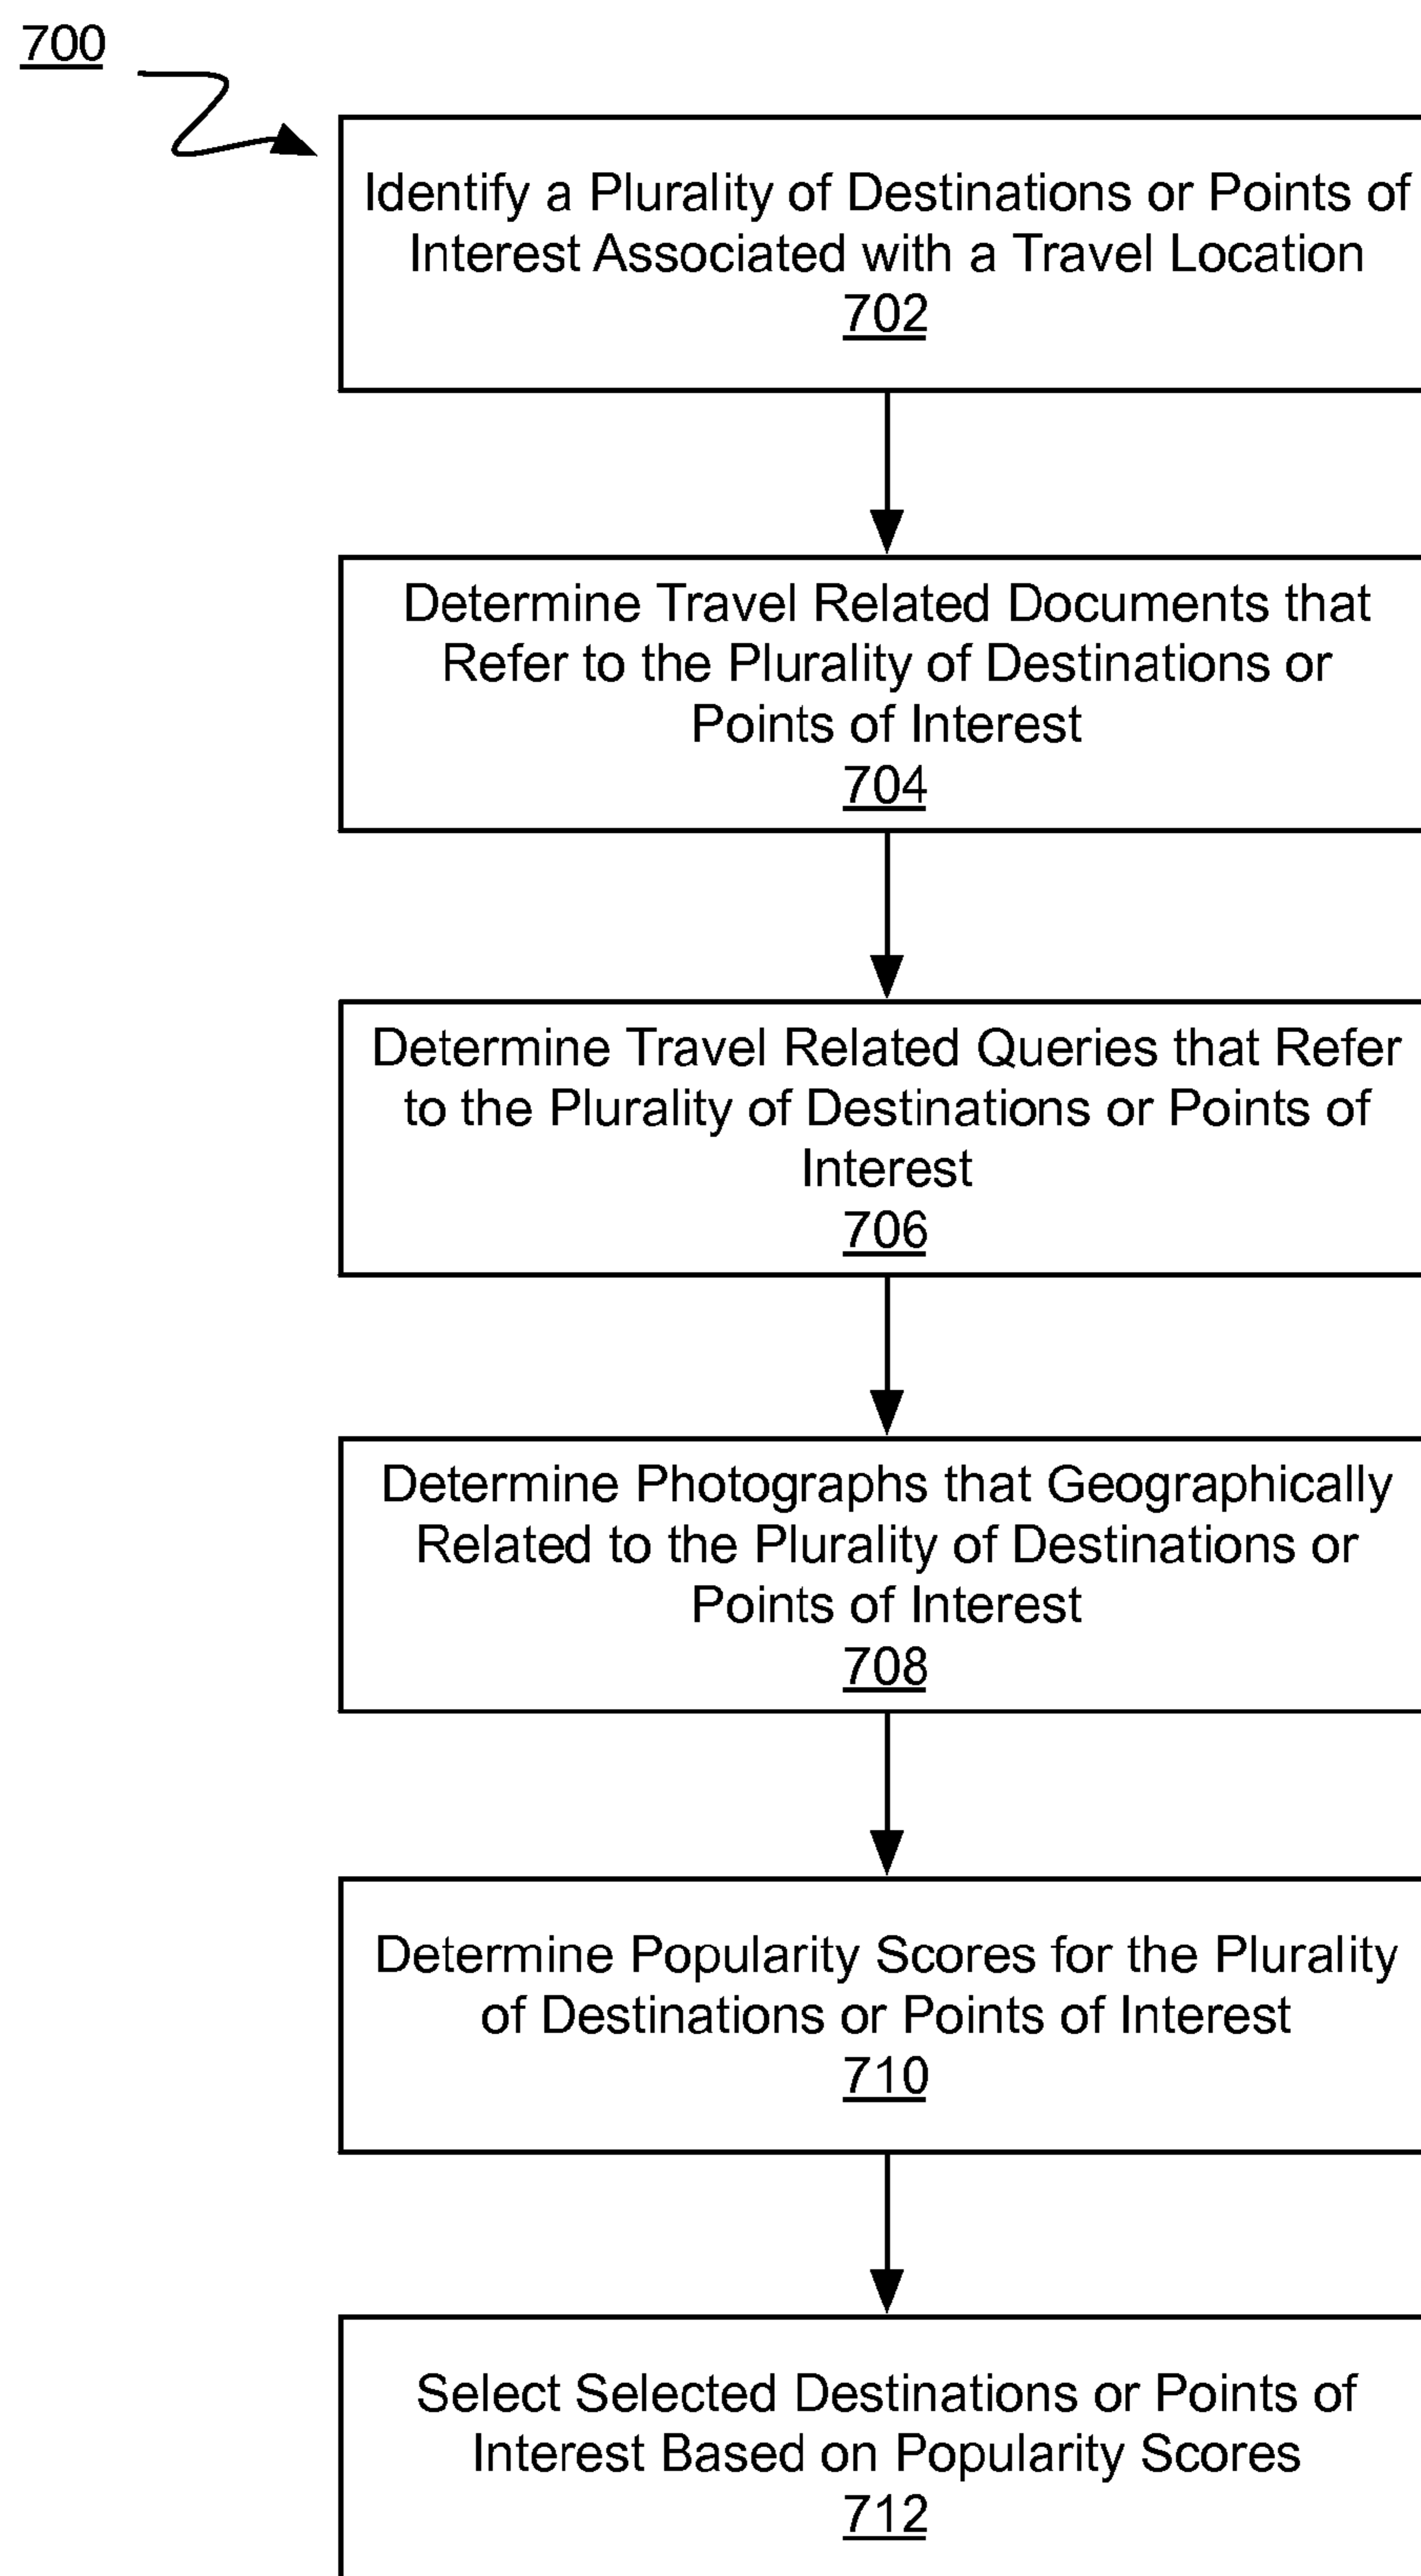 700
Identify a Plurality of Destinations or Points of
Interest Associated with a Travel Location
702
Determine Travel Related Documents that
Refer to the Plurality of Destinations or
Points of Interest
704
Determine Travel Related Queries that Refer
to the Plurality of Destinations or Points of
Interest
706
Determine Photographs that Geographically
Related to the Plurality of Destinations or
Points of Interest
708
Determine Popularity Scores for the Plurality
of Destinations or Points of Interest
710
Select Selected Destinations or Points of
Interest Based on Popularity Scores
712